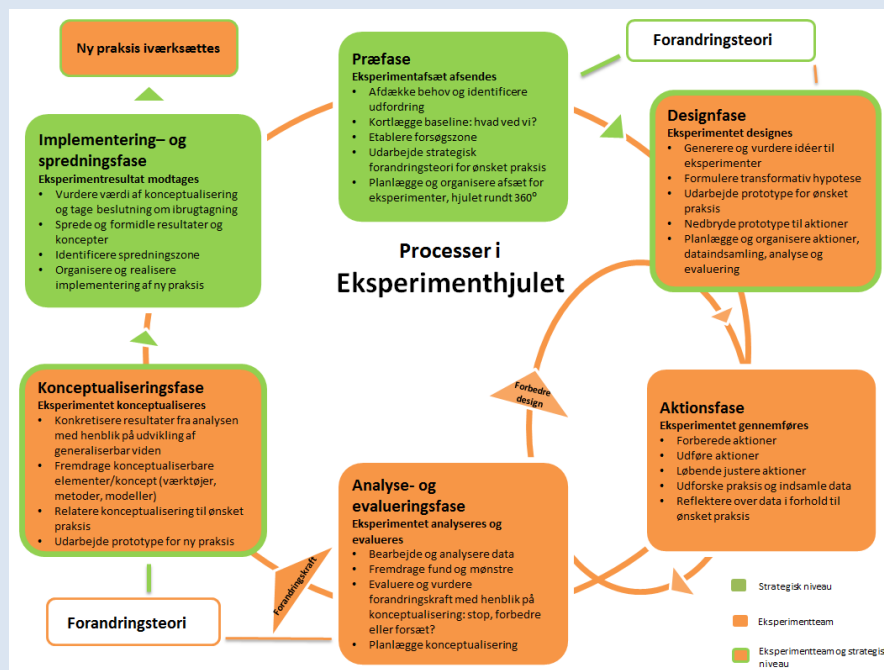 Ny praksis iværksættes
Præfase
Eksperimentafsæt afsendes
• Afdække behov og identificere
udfordring
• Kortlægge baseline: hvad ved vi?
• Etablere forsøgszone
• Udarbejde strategisk
forandringsteori for ønsket praksis
• Planlægge og organisere afsæt for
eksperimenter, hjulet rundt 360⁰
Forandringsteori
Designfase
Eksperimentet designes
• Generere og vurdere idéer til
eksperimenter
• Formulere transformativ hypotese
• Udarbejde prototype for ønsket
praksis
• Nedbryde prototype til aktioner
• Planlægge og organisere aktioner,
dataindsamling, analyse og
evaluering
Implementering– og
spredningsfase
Eksperimentresultat modtages
• Vurdere værdi af konceptualisering
og tage beslutning om ibrugtagning
• Sprede og formidle resultater og
koncepter
• Identificere spredningszone
• Organisere og realisere
implementering af ny praksis
Processer i
Eksperimenthjulet
Forbedre
design
Aktionsfase
Eksperimentet gennemføres
• Forberede aktioner
• Udføre aktioner
• Løbende justere aktioner
• Udforske praksis og indsamle data
• Reflektere over data i forhold til
ønsket praksis
Konceptualiseringsfase
Eksperimentet konceptualiseres
• Konkretisere resultater fra analysen
med henblik på udvikling af
generaliserbar viden
• Fremdrage konceptualiserbare
elementer/koncept (værktøjer,
metoder, modeller)
• Relatere konceptualisering til ønsket
praksis
• Udarbejde prototype for ny praksis
Analyse- og
evalueringsfase
Eksperimentet analyseres og
evalueres
• Bearbejde og analysere data
• Fremdrage fund og mønstre
• Evaluere og vurdere
forandringskraft med henblik på
konceptualisering: stop, forbedre
eller forsæt?
• Planlægge konceptualisering
Forandringskraft
Forandringsteori
Strategisk niveau
Eksperimentteam
Eksperimentteam og strategisk
niveau